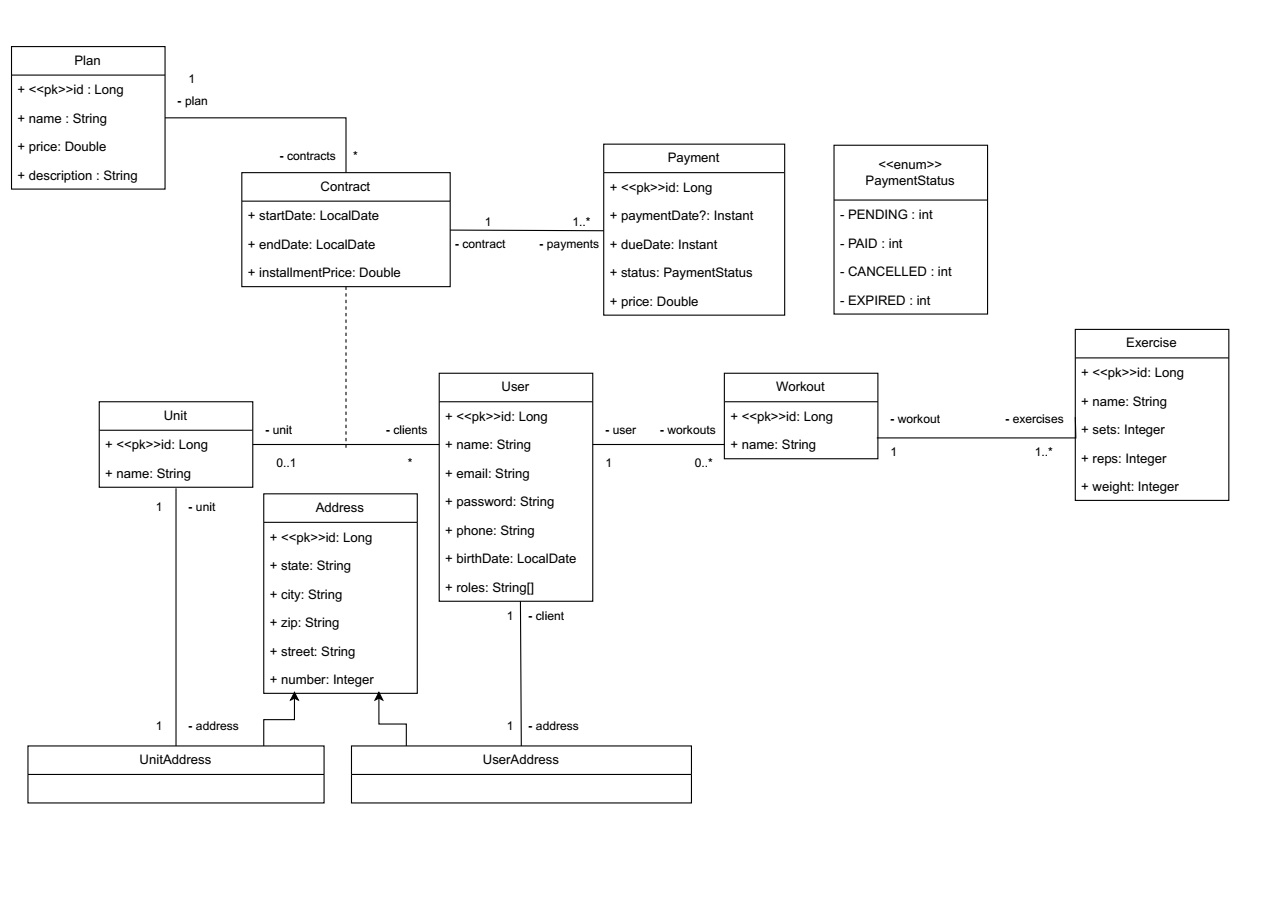 Plan
+ <<pk>>id : Long
+ name : String
+ price: Double
+ description : String
1
- plan
- contracts
*
Contract
+ startDate: LocalDate
+ endDate: LocalDate
+ installmentPrice: Double
1
- contract
1..*
- payments
Payment
+ <<pk>>id: Long
+ paymentDate?: Instant
+ dueDate: Instant
+ status: PaymentStatus
+ price: Double
<<enum>>
PaymentStatus
- PENDING : int
- PAID : int
- CANCELLED : int
- EXPIRED : int
Unit
+ <<pk>>id: Long
+ name: String
- unit
0..1
- clients
*
User
+ <<pk>>id: Long
+ name: String
+ email: String
+ password: String
+ phone: String
+ birthDate: LocalDate
+ roles: String[]
- user
1
- workouts
0..*
Workout
+ <<pk>>id: Long
+ name: String
- workout
1
- exercises
1..*
Exercise
+ <<pk>>id: Long
+ name: String
+ sets: Integer
+ reps: Integer
+ weight: Integer
1
- unit
Address
+ <<pk>>id: Long
+ state: String
+ city: String
+ zip: String
+ street: String
+ number: Integer
1
- client
1
- address
1
- address
UnitAddress
UserAddress